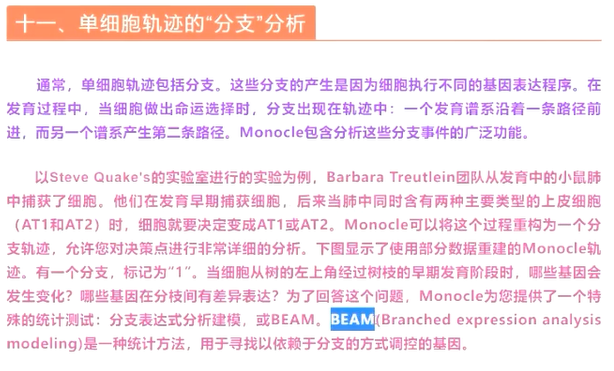 十一、单细胞轨迹的“分支”分析
通常，单细胞轨迹包括分支。这些分支的产生是因为细胞执行不同的基因表达程序。在
发育过程中，当细胞做出命运选择时，分支出现在轨迹中：一个发育谱系沿着一条路径前
进，而另一个谱系产生第二条路径。Monocle包含分析这些分支事件的广泛功能。
以Steve Quake's的实验室进行的实验为例，Barbara Treutlein团队从发育中的小鼠肺
中捕获了细胞。他们在发育早期捕获细胞，后来当肺中同时含有两种主要类型的上皮细胞
（AT1和AT2）时，细胞就要决定变成AT1或AT2。Monocle可以将这个过程重构为一个分
支轨迹，允许您对决策点进行非常详细的分析。下图显示了使用部分数据重建的Monocle轨
迹。有一个分支，标记为“1”。当细胞从树的左上角经过树枝的早期发育阶段时，哪些基因会
发生变化？哪些基因在分枝间有差异表达？为了回答这个问题，Monocle为您提供了一个特
殊的统计测试：分支表达式分析建模，或BEAM。BEAM(Branched expression analysis
modeling)是一种统计方法，用于寻找以依赖于分支的方式调控的基因。